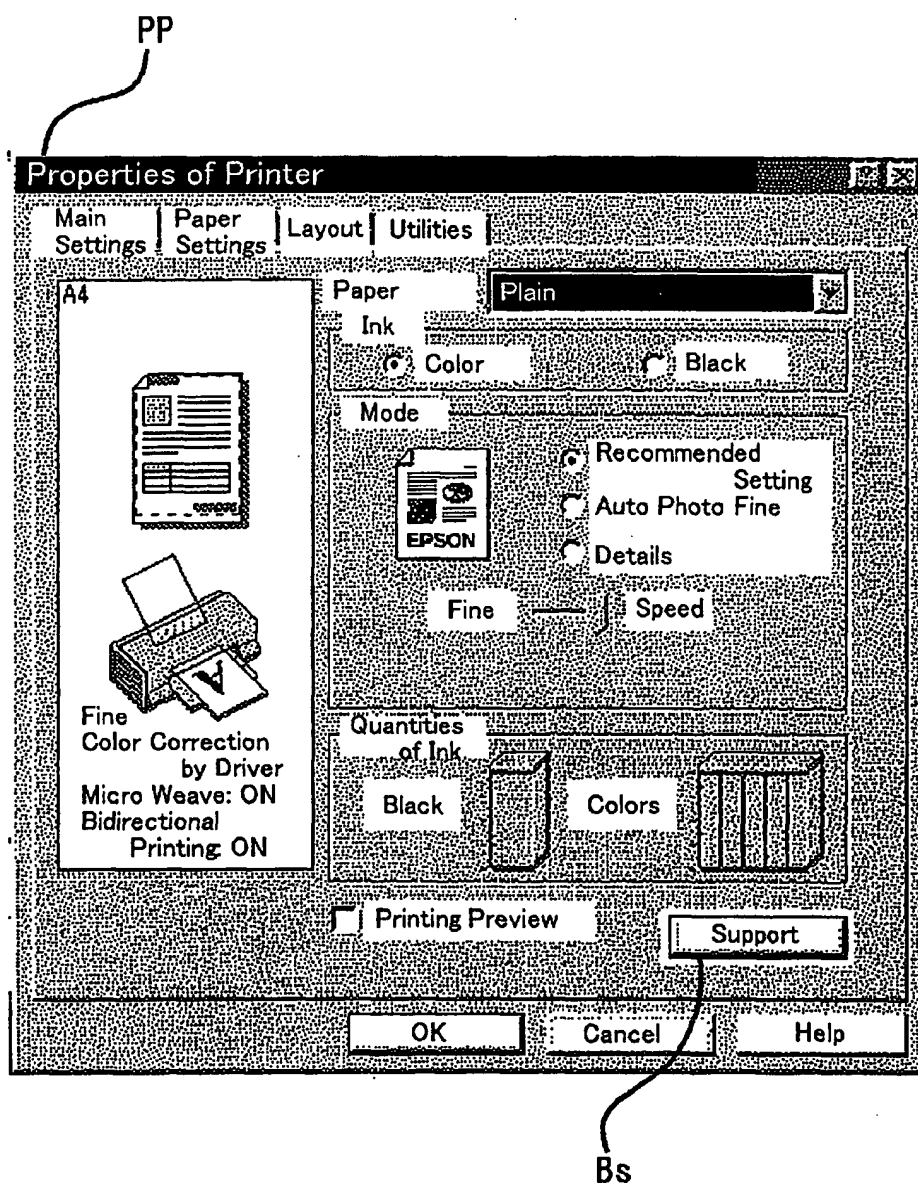 PP
Properties of Printer
Main
Settings
Paper
Settings
Layout
Utilities
A4
Paper
Plain
Ink
Color
Black
Mode
EPSON
Recommended
Setting
Auto Photo Fine
Details
Fine
Speed
Fine
Color Correction
by Driver
Micro Weave: ON
Bidirectional
Printing: ON
Quantities
of Ink
Black
Colors
Printing Preview
Support
OK
Cancel
Help
Bs